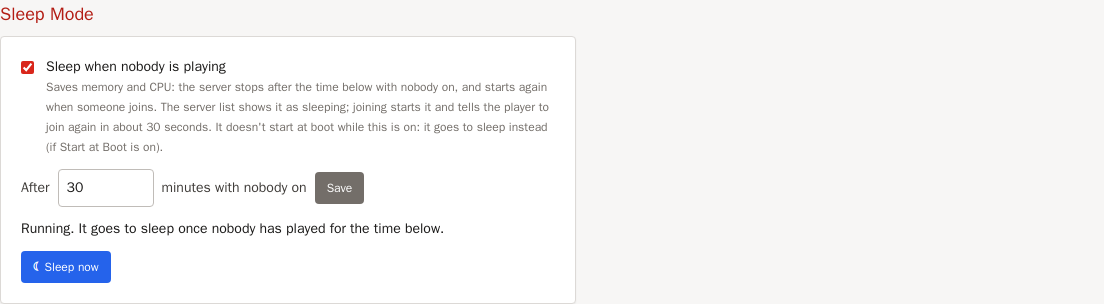 Sleep Mode
Sleep when nobody is playing
Saves memory and CPU: the server stops after the time below with nobody on, and starts again
when someone joins. The server list shows it as sleeping; joining starts it and tells the player to
join again in about 30 seconds. It doesn't start at boot while this is on: it goes to sleep instead
(if Start at Boot is on).
After 30 minutes with nobody on Save
Running. It goes to sleep once nobody has played for the time below.
Sleep now